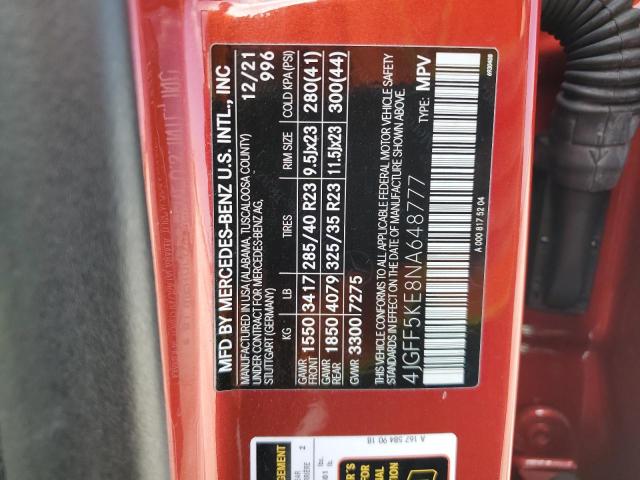 MFD BY MERCEDES-BENZ U.S. INTL., INC
IN TUSCALOOSA USA (ALABAMA, TUSCALOOSA COUNTY)
UNDER CONTRACT FOR MERCEDES-BENZ AG,
STUTTGART (GERMANY)
12/21
996
KG LB TIRES RIM SIZE COLD KPA(PSI)
GAWR FRONT 1550 3417 285/40 R23 9.5Jx23 280(41)
GAWR REAR 1850 4079 325/35 R23 11.5Jx23 300(44)
GVWR 3300 7275
THIS VEHICLE CONFORMS TO ALL APPLICABLE FEDERAL MOTOR VEHICLE SAFETY
STANDARDS IN EFFECT ON THE DATE OF MANUFACTURE SHOWN ABOVE.
4JGFF5KE8NA648777 TYPE: MPV
A 000 817 52 04
A 167 584 90 18